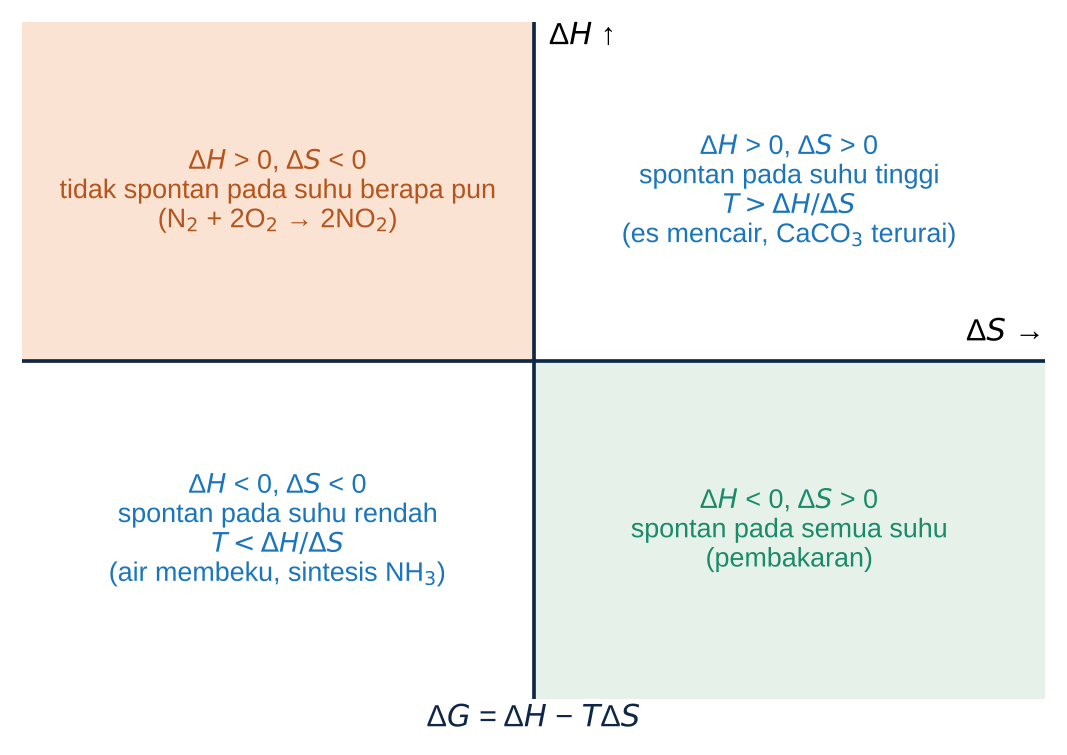 ΔH ↑
ΔH > 0, ΔS < 0
tidak spontan pada suhu berapa pun
(N₂ + 2O₂ → 2NO₂)
ΔH > 0, ΔS > 0
spontan pada suhu tinggi
T > ΔH/ΔS
(es mencair, CaCO₃ terurai)
ΔS →
ΔH < 0, ΔS < 0
spontan pada suhu rendah
T < ΔH/ΔS
(air membeku, sintesis NH₃)
ΔH < 0, ΔS > 0
spontan pada semua suhu
(pembakaran)
ΔG = ΔH − TΔS